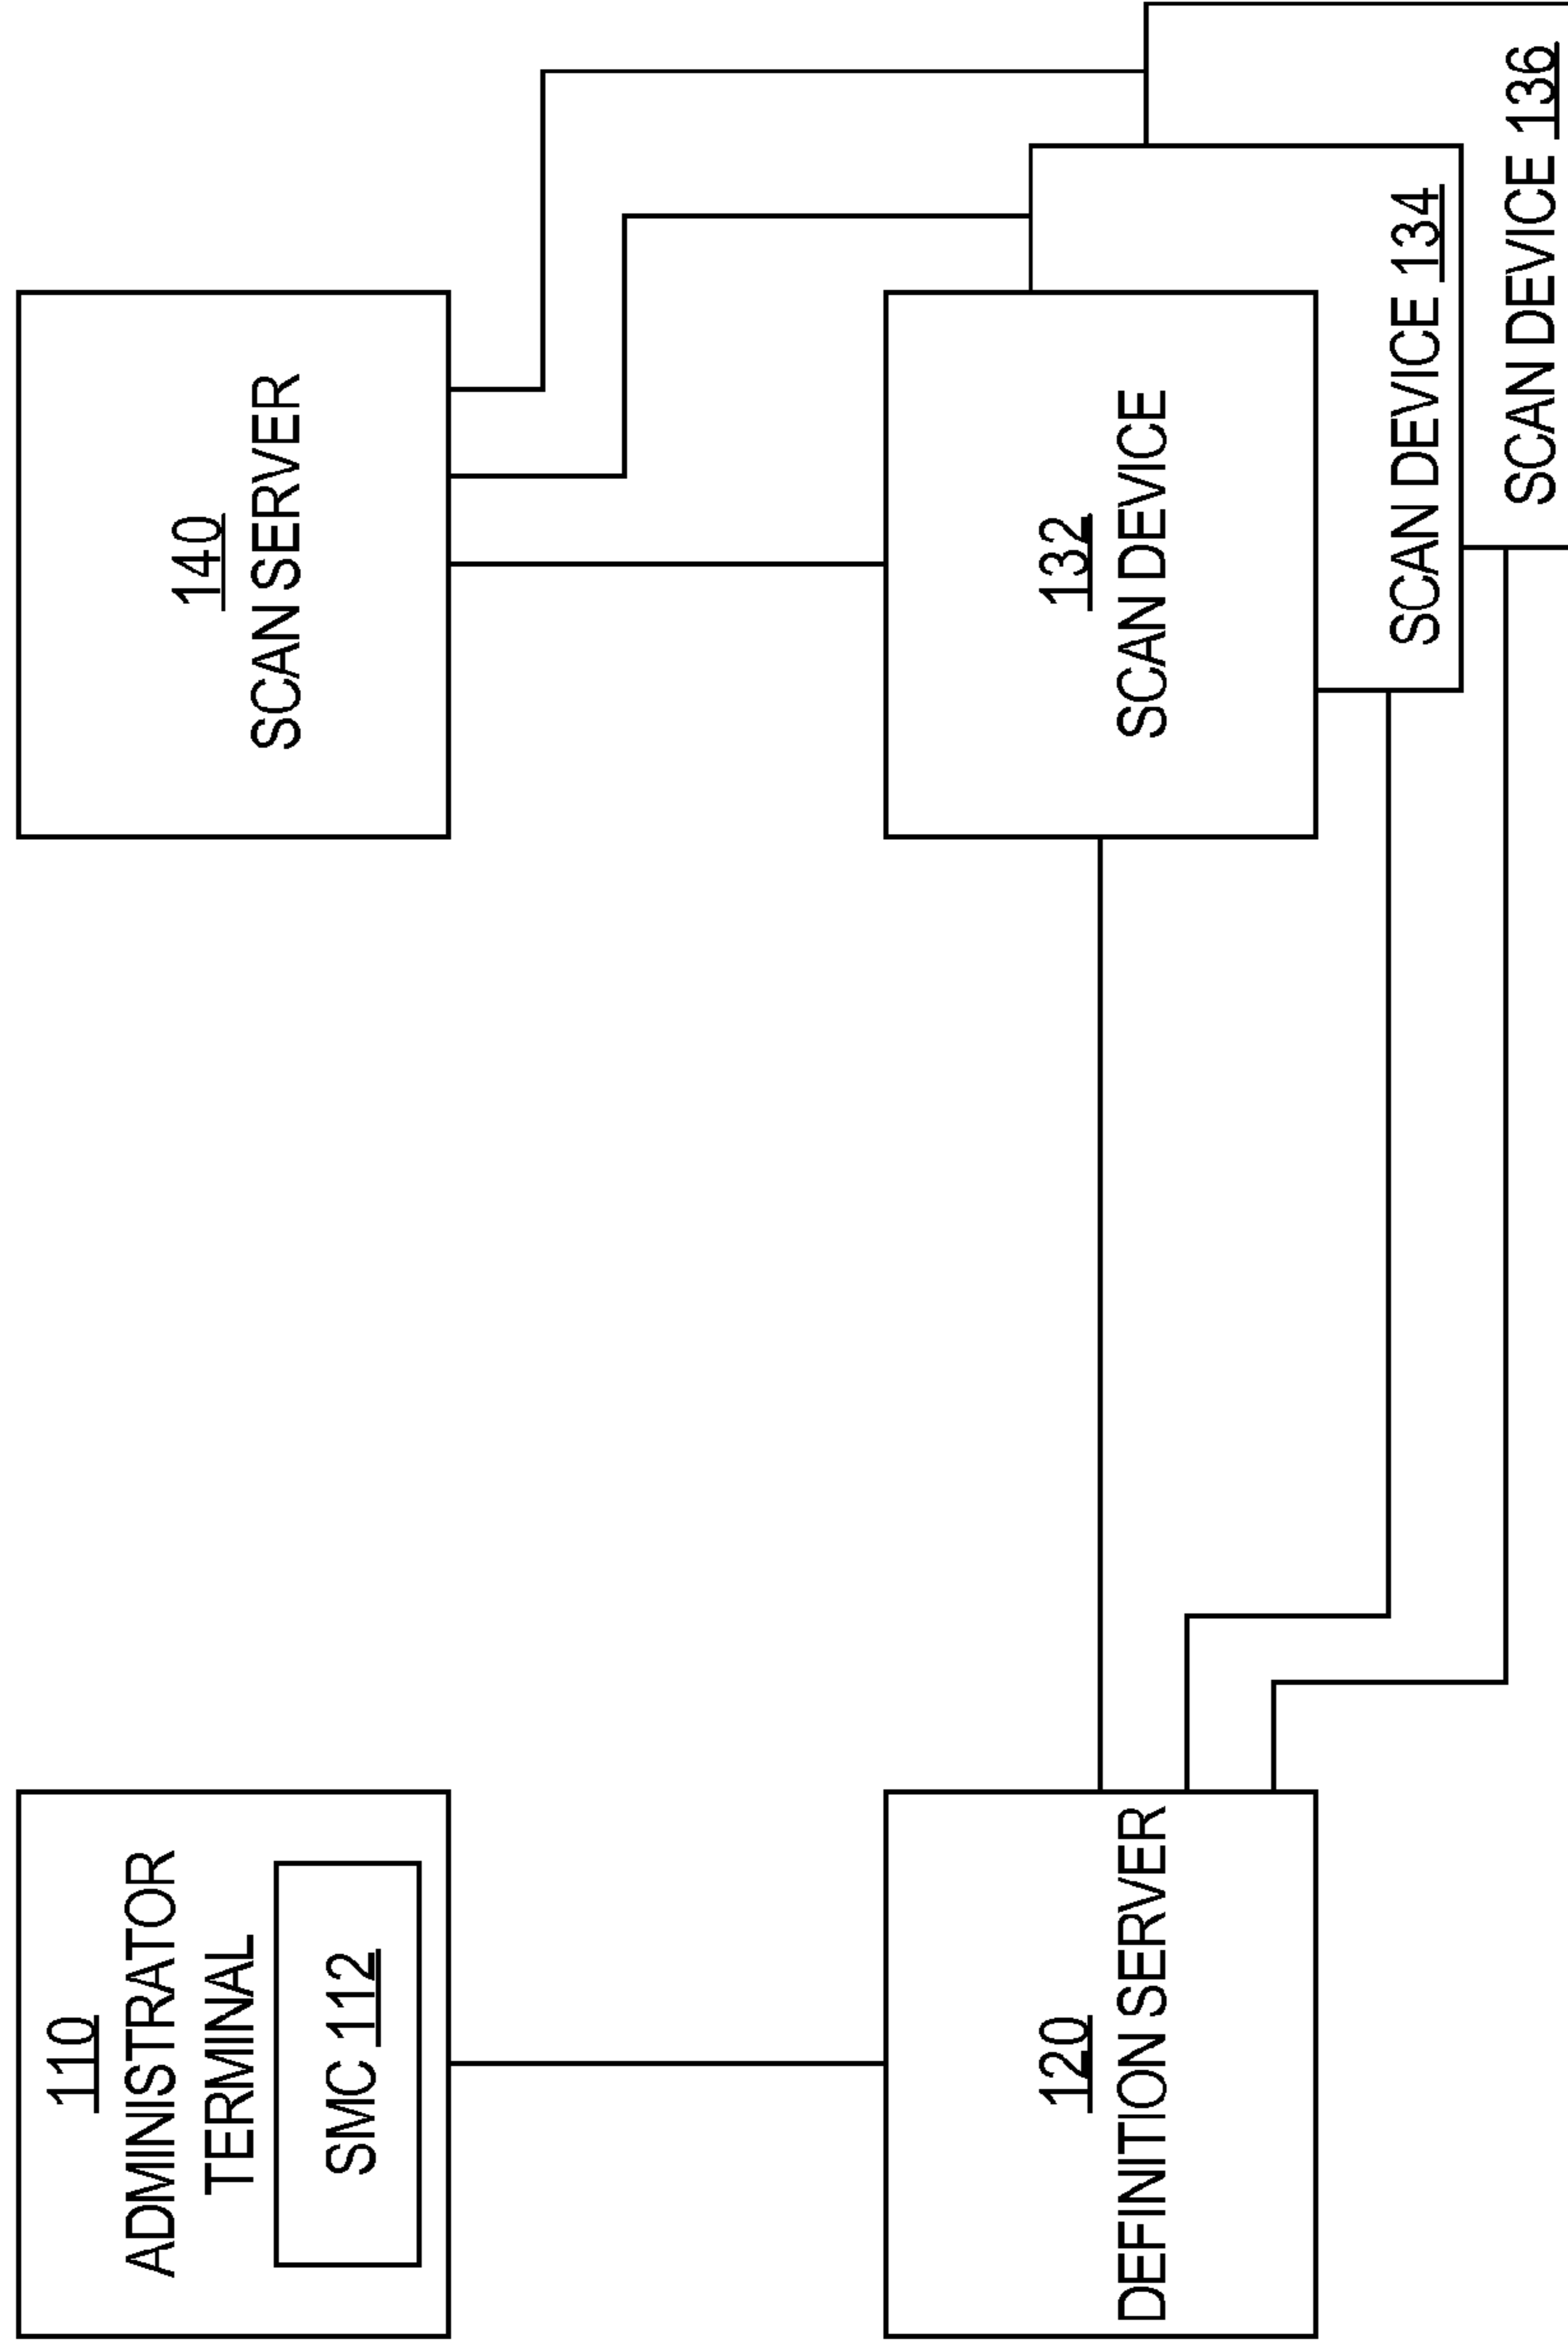 110
ADMINISTRATOR
TERMINAL
SMC 112
140
SCAN SERVER
120
DEFINITION SERVER
132
SCAN DEVICE
SCAN DEVICE 134
SCAN DEVICE 136